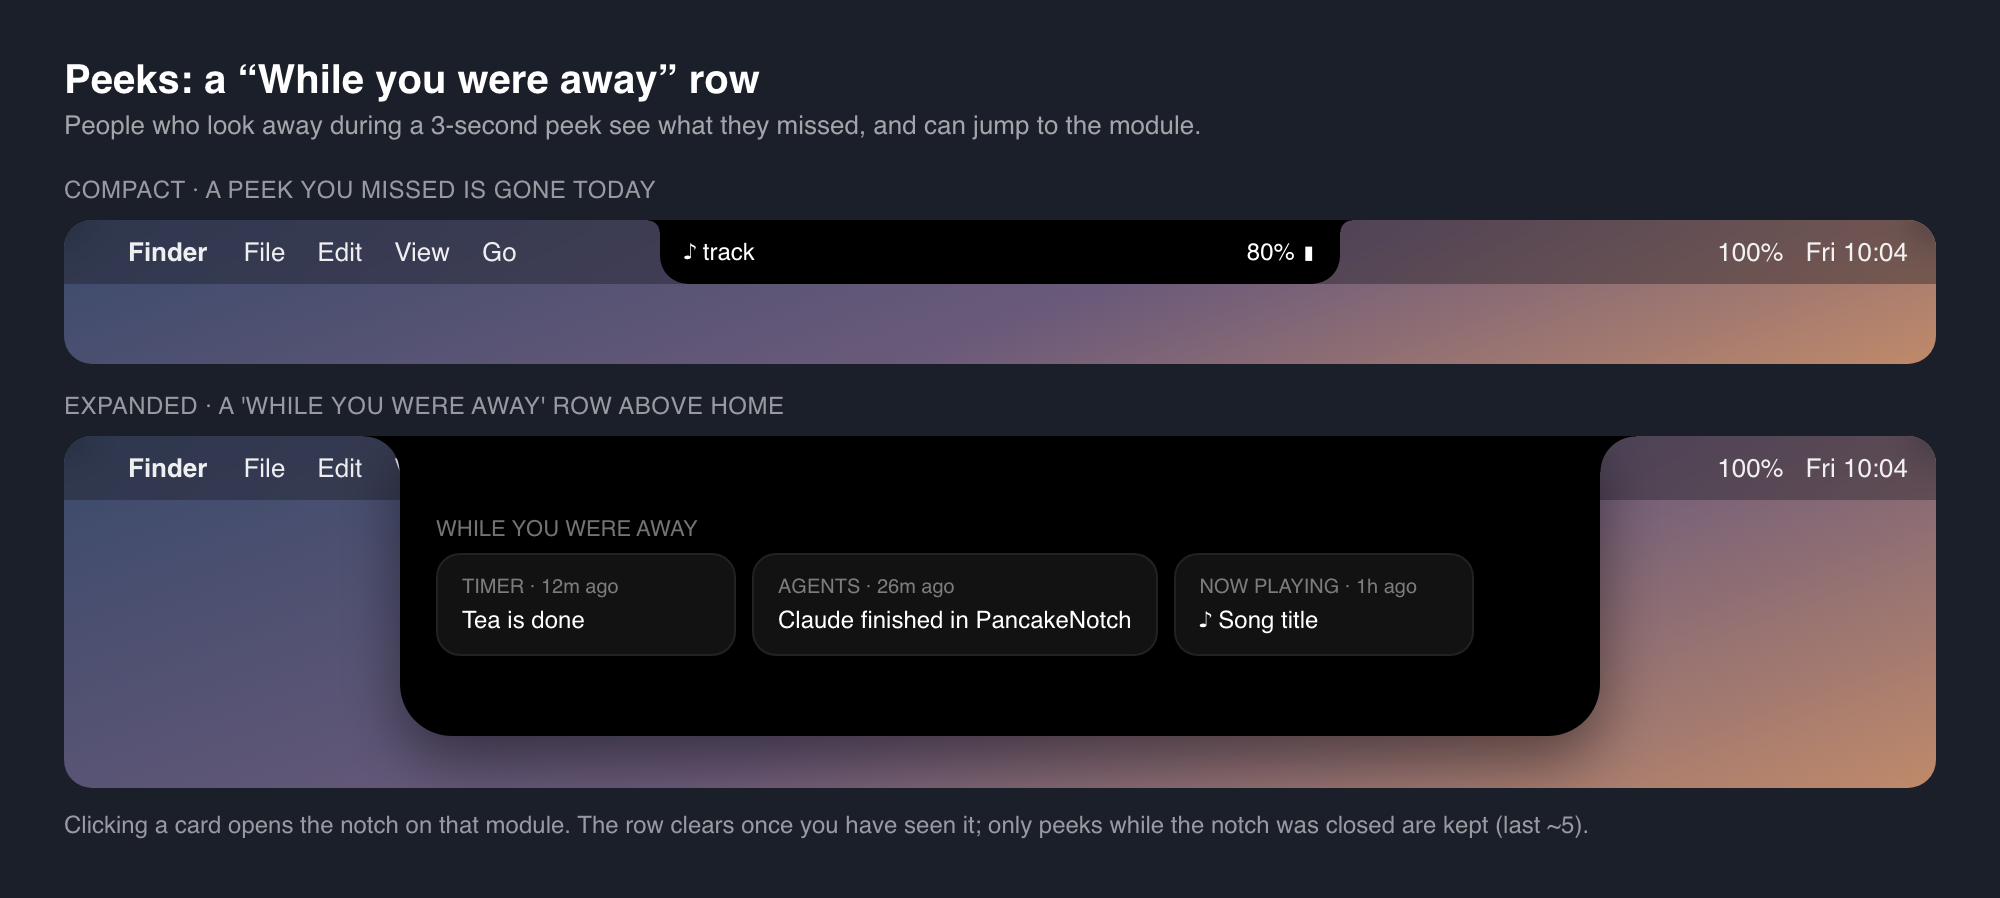 Peeks: a “While you were away” row
People who look away during a 3-second peek see what they missed, and can jump to the module.
COMPACT · A PEEK YOU MISSED IS GONE TODAY
Finder File Edit View Go ♪ track 80% ▮ 100% Fri 10:04
EXPANDED · A 'WHILE YOU WERE AWAY' ROW ABOVE HOME
Finder File Edit 100% Fri 10:04
WHILE YOU WERE AWAY
TIMER · 12m ago
Tea is done
AGENTS · 26m ago
Claude finished in PancakeNotch
NOW PLAYING · 1h ago
♪ Song title
Clicking a card opens the notch on that module. The row clears once you have seen it; only peeks while the notch was closed are kept (last ~5).